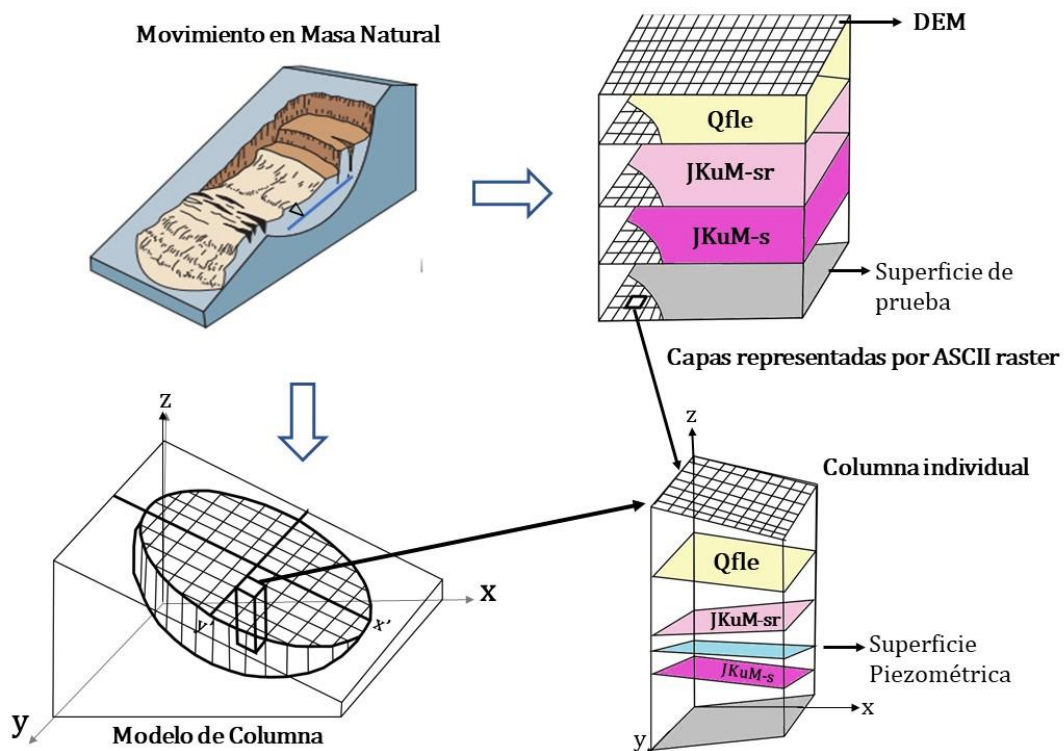 Movimiento en Masa Natural
DEM
Qfle
JKuM-sr
JKuM-s
Superficie de
prueba
Capas representadas por ASCII raster
z
x
y
x'
y'
Modelo de Columna
z
Columna individual
Qfle
JKuM-sr
JKuM-s
Superficie
Piezométrica
x
y